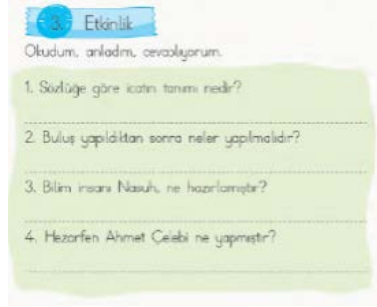 3. Etkinlik
Okudum, anladım, cevaplıyorum.
1. Sözlüğe göre icatın tanımı nedir?
2. Buluş yapıldıktan sonra neler yapılmalıdır?
3. Bilim insanı Nasuh, ne hazırlamıştır?
4. Hezarfen Ahmet Çelebi ne yapmıştır?